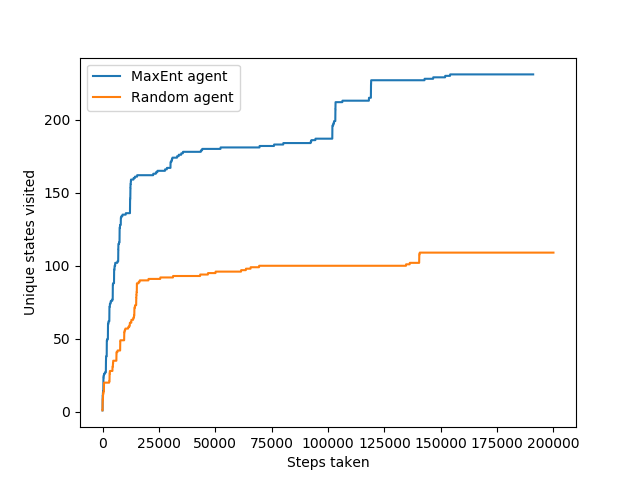 MaxEnt agent
Random agent
Unique states visited
200
150
100
50
0
0 25000 50000 75000 100000 125000 150000 175000 200000
Steps taken